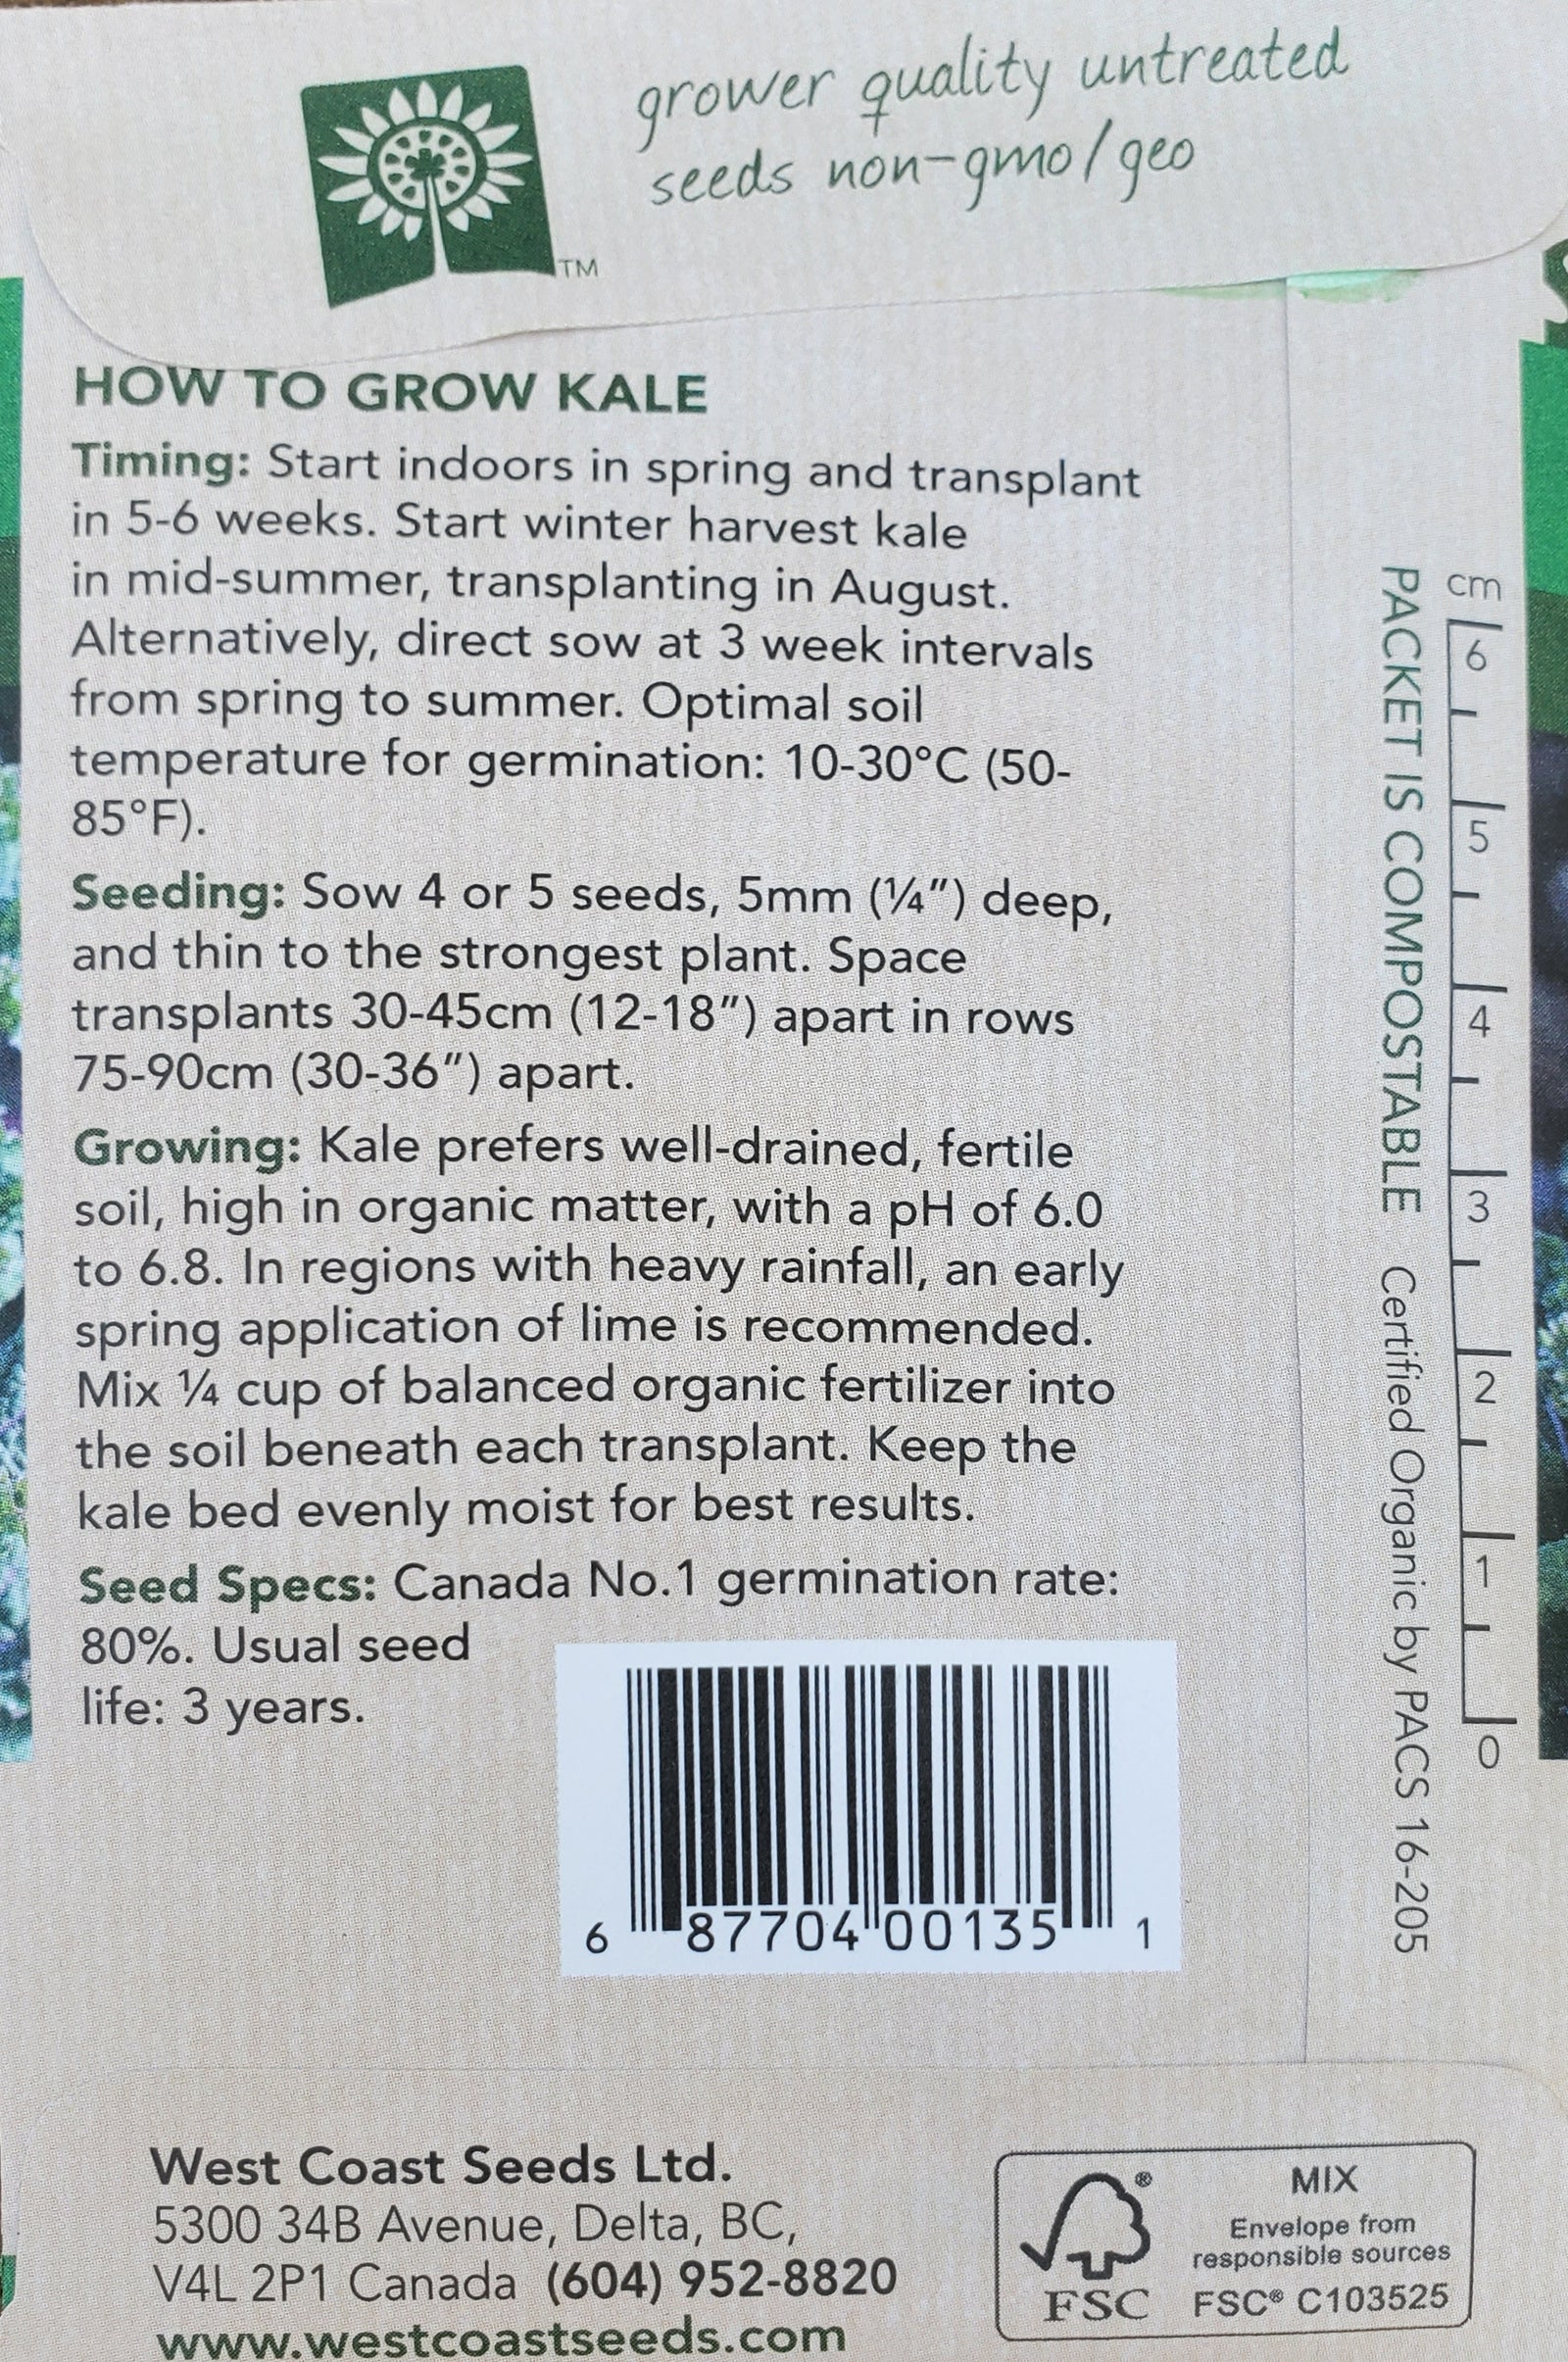 grower quality untreated
seeds non-gmo/geo
TM
HOW TO GROW KALE
Timing: Start indoors in spring and transplant
in 5-6 weeks. Start winter harvest kale
in mid-summer, transplanting in August.
Alternatively, direct sow at 3 week intervals
from spring to summer. Optimal soil
temperature for germination: 10-30°C (50-
85°F).
Seeding: Sow 4 or 5 seeds, 5mm (¼") deep,
and thin to the strongest plant. Space
transplants 30-45cm (12-18") apart in rows
75-90cm (30-36") apart.
Growing: Kale prefers well-drained, fertile
soil, high in organic matter, with a pH of 6.0
to 6.8. In regions with heavy rainfall, an early
spring application of lime is recommended.
Mix ¼ cup of balanced organic fertilizer into
the soil beneath each transplant. Keep the
kale bed evenly moist for best results.
Seed Specs: Canada No.1 germination rate:
80%. Usual seed
life: 3 years.
6 87704 00135 1
PACKET IS COMPOSTABLE Certified Organic by PACS 16-205
cm
6
5
4
3
2
1
0
West Coast Seeds Ltd.
5300 34B Avenue, Delta, BC,
V4L 2P1 Canada (604) 952-8820
www.westcoastseeds.com
®
FSC
MIX
Envelope from
responsible sources
FSC® C103525